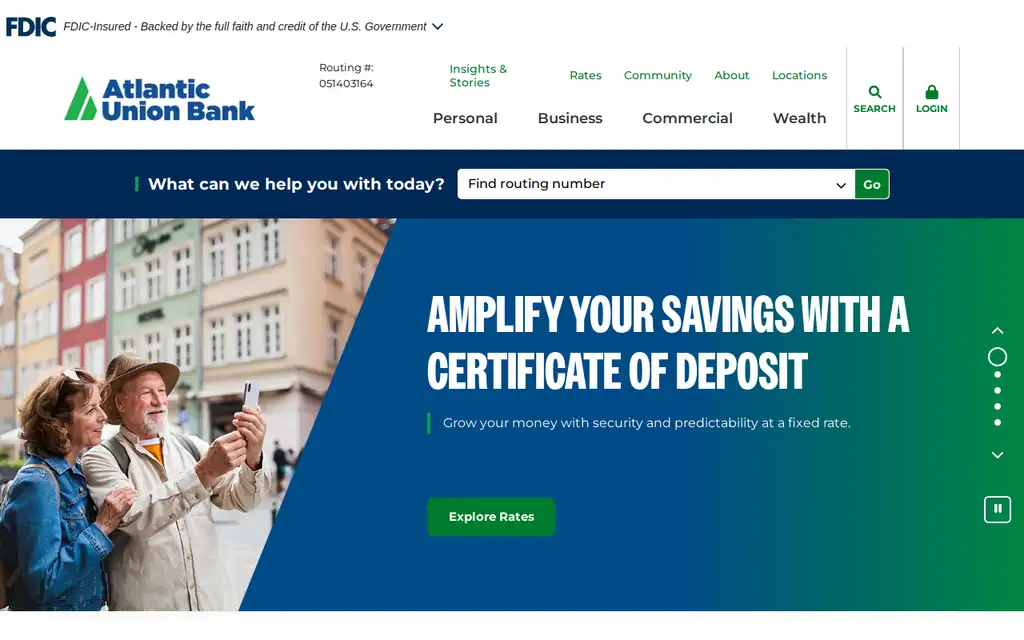 FDIC FDIC-Insured - Backed by the full faith and credit of the U.S. Government
Routing #:
051403164
Insights &
Stories
Rates
Community
About
Locations
Atlantic
Union Bank
Personal
Business
Commercial
Wealth
SEARCH
LOGIN
What can we help you with today?
Find routing number
Go
AMPLIFY YOUR SAVINGS WITH A
CERTIFICATE OF DEPOSIT
Grow your money with security and predictability at a fixed rate.
Explore Rates